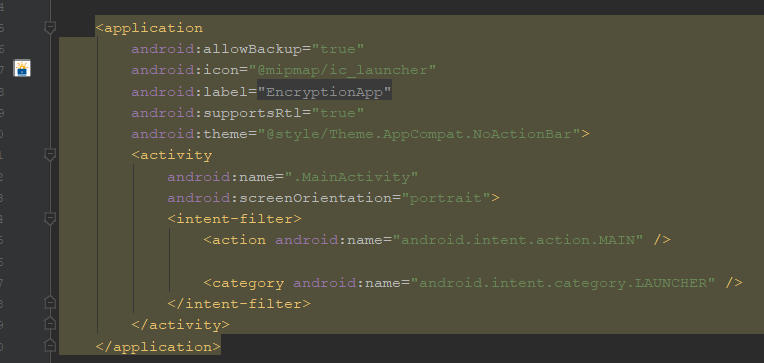 <application
android:allowBackup="true"
android:icon="@mipmap/ic_launcher"
android:label="EncryptionApp"
android:supportsRtl="true"
android:theme="@style/Theme.AppCompat.NoActionBar">
<activity
android:name=".MainActivity"
android:screenOrientation="portrait">
<intent-filter>
<action android:name="android.intent.action.MAIN" />
<category android:name="android.intent.category.LAUNCHER" />
</intent-filter>
</activity>
</application>